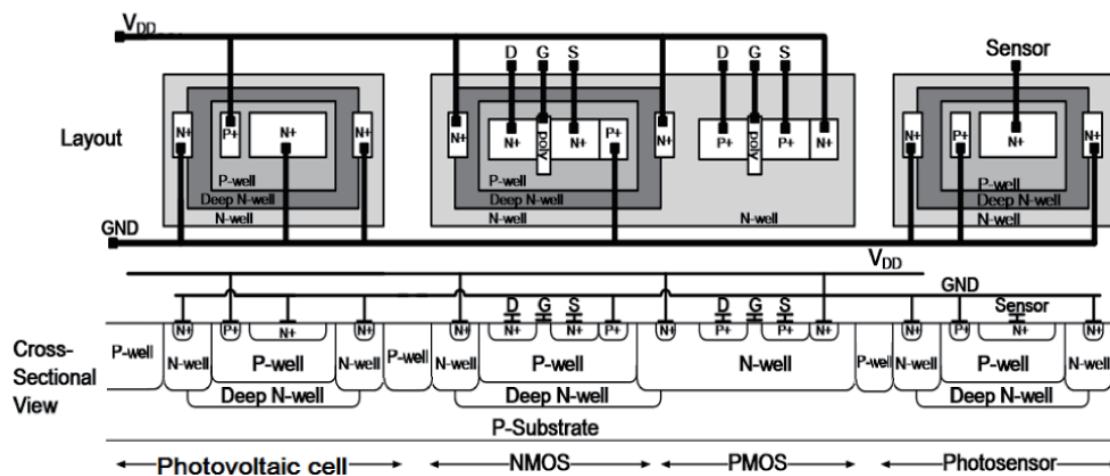 V_DD
D G S D G S Sensor
Layout
N+ P+ N+ N+ N+ N+ poly N+ P+ N+ P+ poly P+ N+ N+ P+ N+ N+
P-well P-well P-well
Deep N-well Deep N-well Deep N-well
N-well N-well N-well N-well
GND
V_DD
GND
D G S D G S Sensor
N+ P+ N+ N+ N+ N+ N+ P+ N+ P+ P+ N+ N+ P+ N+ N+
Cross-
Sectional
View
P-well N-well P-well N-well P-well N-well P-well N-well P-well N-well P-well N-well
Deep N-well Deep N-well Deep N-well
P-Substrate
Photovoltaic cell NMOS PMOS Photosensor